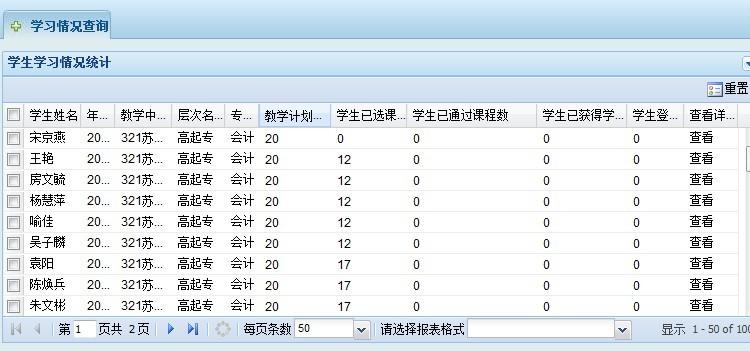 学习情况查询
学生学习情况统计
重置
学生姓名 年... 教学中... 层次名... 专... 教学计划... 学生已选课... 学生已通过课程数 学生已获得学... 学生登... 查看详...
宋京燕 20... 321苏... 高起专 会计 20 0 0 0 0 查看
王艳 20... 321苏... 高起专 会计 20 12 0 0 0 查看
房文毓 20... 321苏... 高起专 会计 20 12 0 0 0 查看
杨慧萍 20... 321苏... 高起专 会计 20 12 0 0 0 查看
喻佳 20... 321苏... 高起专 会计 20 12 0 0 0 查看
吴子麟 20... 321苏... 高起专 会计 20 12 0 0 0 查看
袁阳 20... 321苏... 高起专 会计 20 17 0 0 0 查看
陈焕兵 20... 321苏... 高起专 会计 20 17 0 0 0 查看
朱文彬 20... 321苏... 高起专 会计 20 17 0 0 0 查看
第 1 页共 2 页 每页条数 50 请选择报表格式 显示 1 - 50 of 100